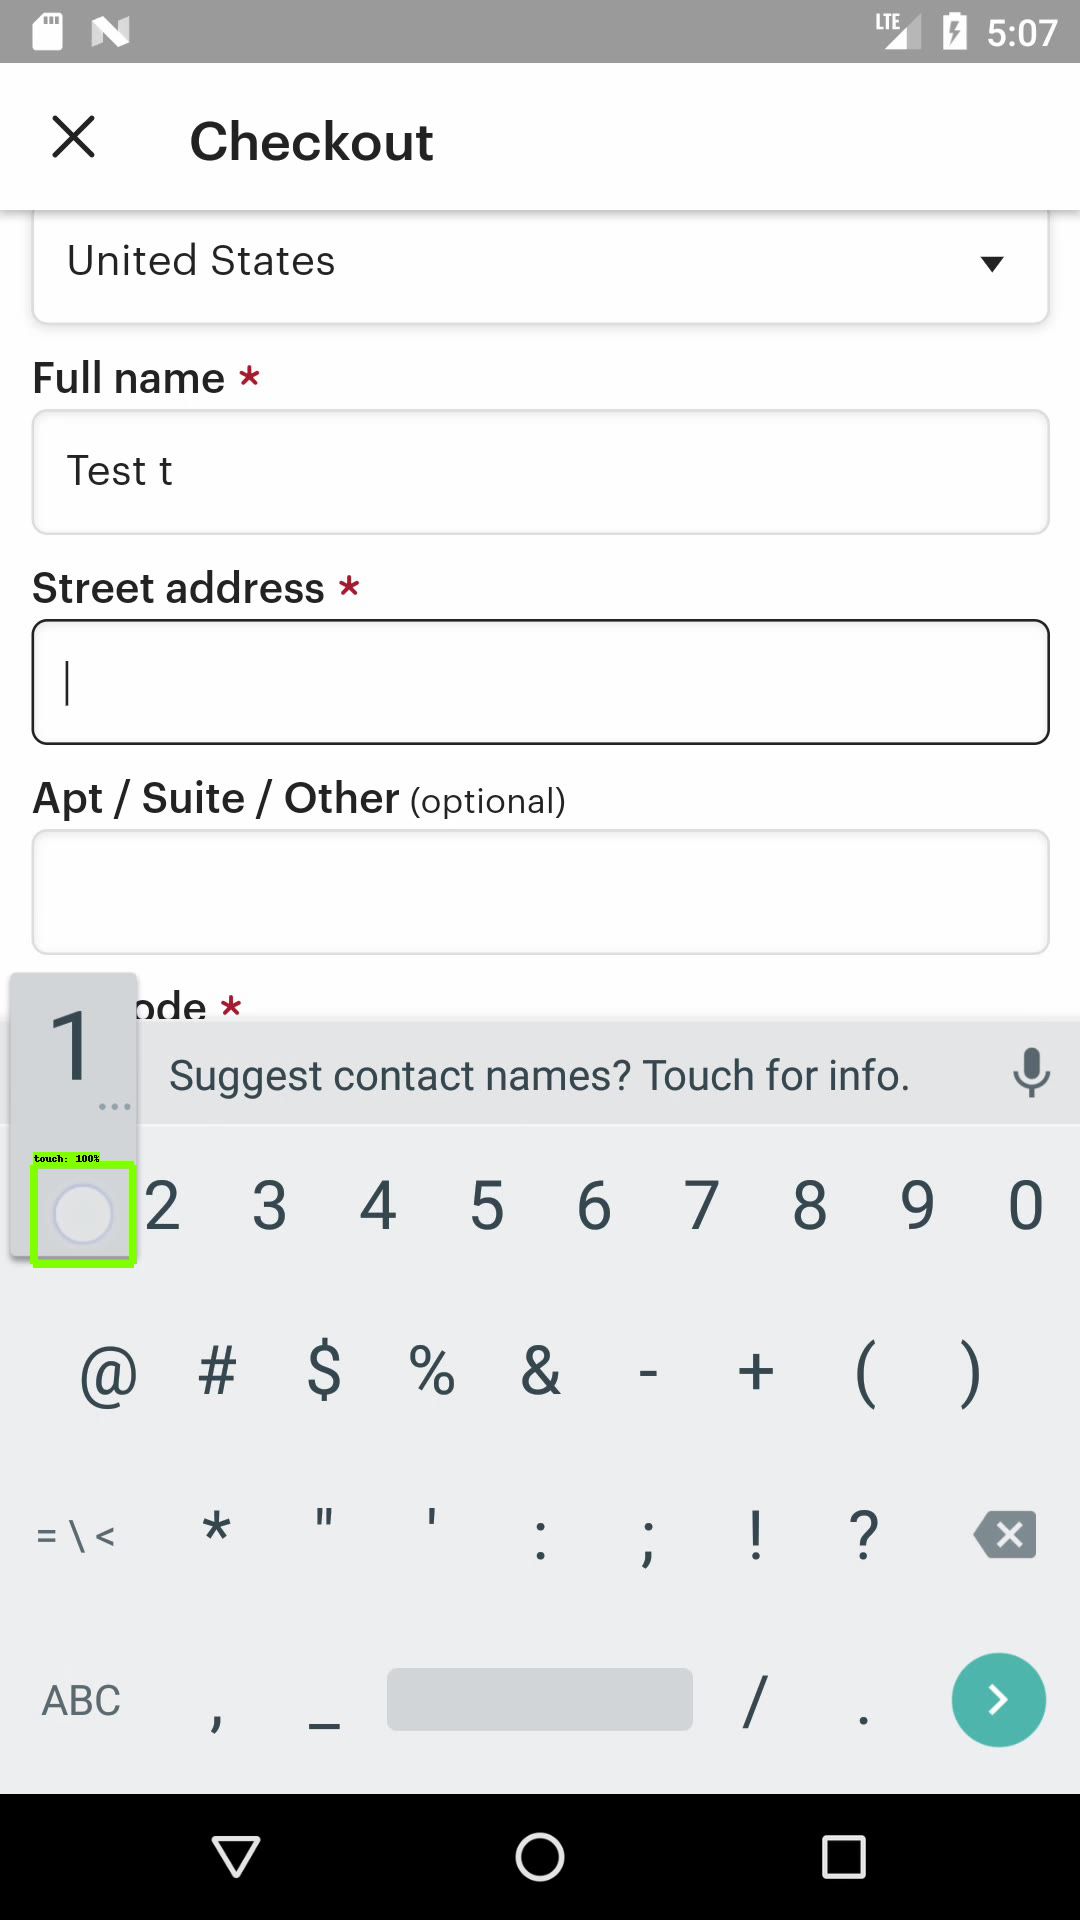 LTE 5:07
Checkout
United States
Full name *
Test t
Street address *
Apt / Suite / Other (optional)
ode *
1
...
Suggest contact names? Touch for info.
touch: 100%
2 3 4 5 6 7 8 9 0
@ # $ % & - + ( )
= \ < * " ' : ; ! ?
ABC , _ / .